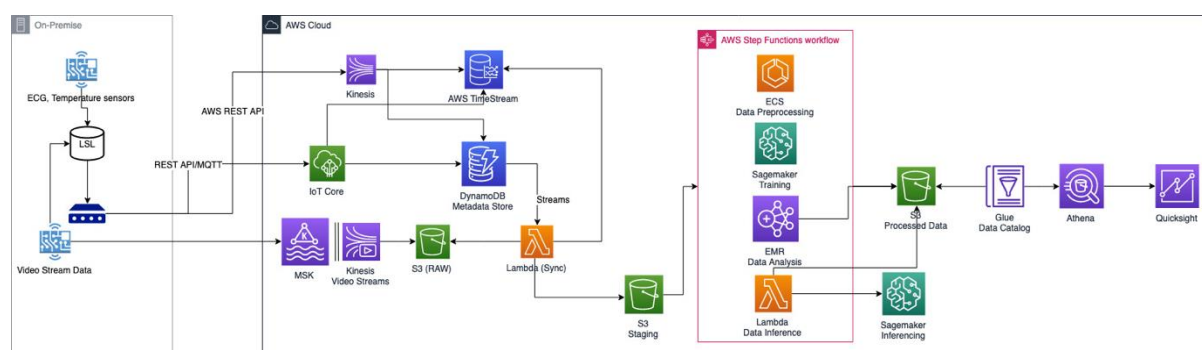 On-Premise
AWS Cloud
AWS Step Functions workflow
ECG, Temperature sensors
LSL
AWS REST API
REST API/MQTT
Video Stream Data
Kinesis
AWS TimeStream
IoT Core
DynamoDB
Metadata Store
Streams
MSK
Kinesis
Video Streams
S3 (RAW)
Lambda (Sync)
S3
Staging
ECS
Data Preprocessing
Sagemaker
Training
EMR
Data Analysis
Lambda
Data Inference
Sagemaker
Inferencing
S3
Processed Data
Glue
Data Catalog
Athena
Quicksight